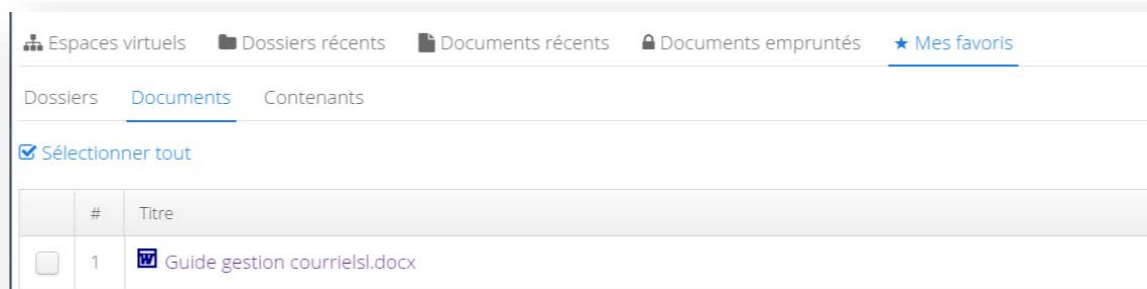 Espaces virtuels Dossiers récents Documents récents Documents empruntés Mes favoris
Dossiers Documents Contenants
Sélectionner tout
# Titre
1 Guide gestion courrielsl.docx